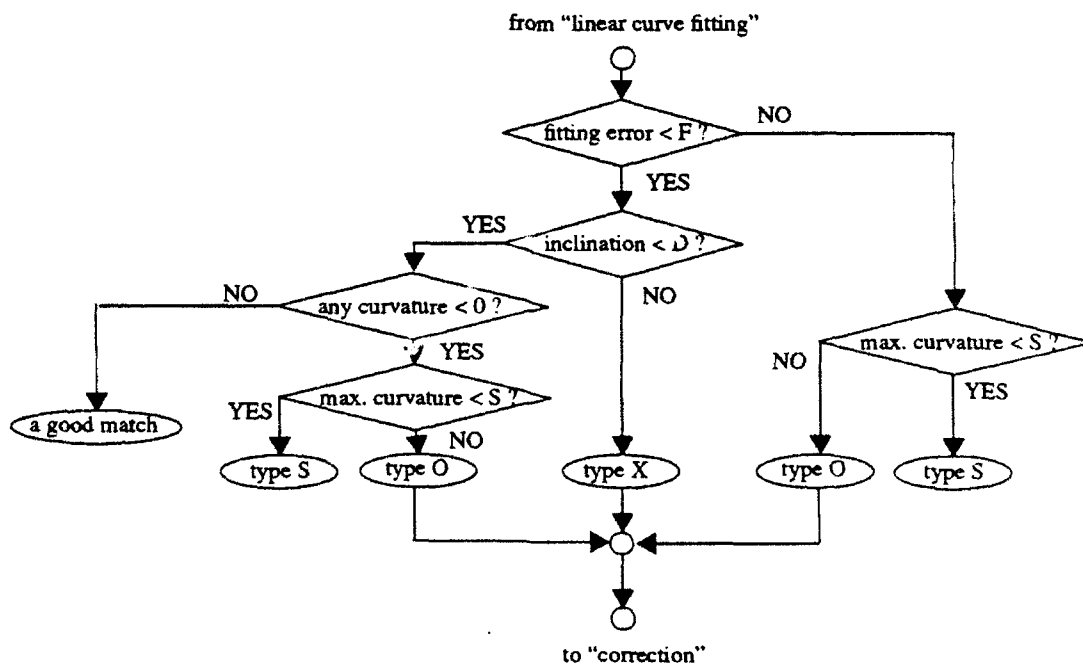 from “linear curve fitting”
NO
fitting error < F ?
YES
YES
inclination < D ?
NO
NO
any curvature < 0 ?
max. curvature < S ?
YES
NO
YES
max. curvature < S ?
YES
a good match
NO
type S
type O
type X
type O
type S
to “correction”